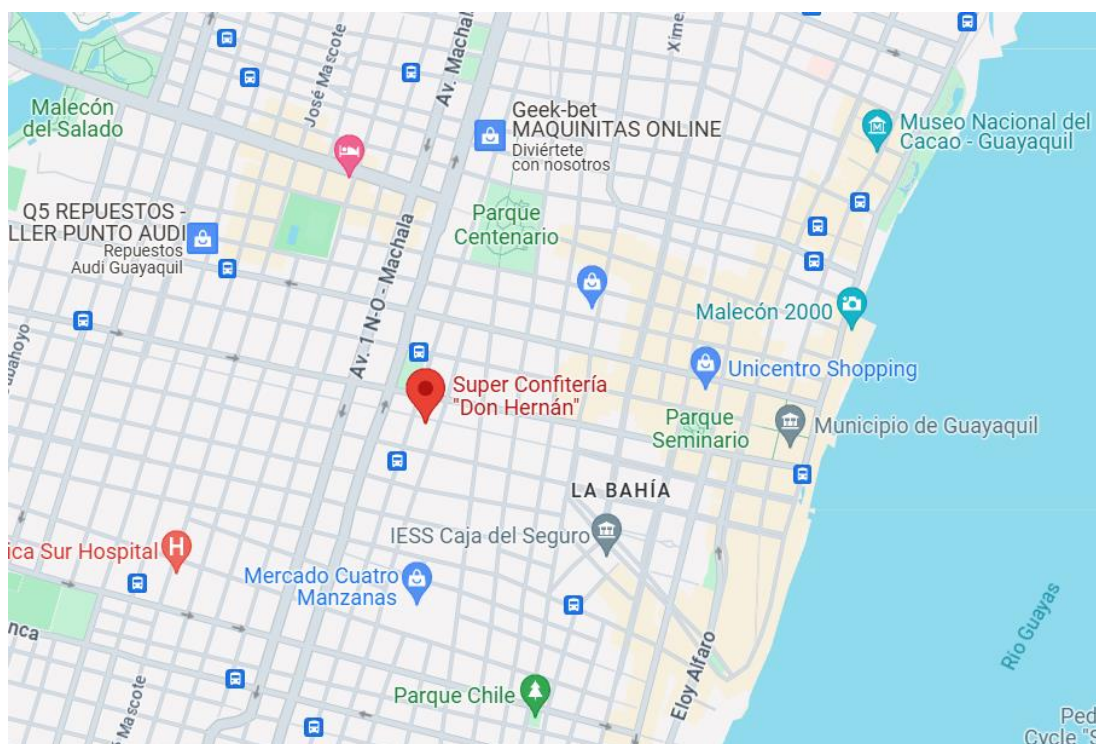 José Mascote
Av. Machala
Malecón
del Salado
Geek-bet
MAQUINITAS ONLINE
Diviértete
con nosotros
Museo Nacional del
Cacao - Guayaquil
Q5 REPUESTOS -
LLER PUNTO AUDI
Repuestos
Audi Guayaquil
Parque
Centenario
Av. 1 N-O - Machala
Malecón 2000
Super Confitería
"Don Hernán"
Unicentro Shopping
Parque
Seminario
Municipio de Guayaquil
LA BAHÍA
IESS Caja del Seguro
ica Sur Hospital
H
Mercado Cuatro
Manzanas
Río Guayas
Eloy Alfaro
Parque Chile
Mascote
Cycle "S